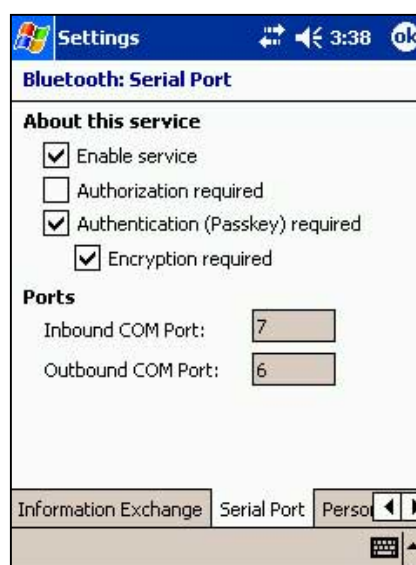 Settings 3:38 ok
Bluetooth: Serial Port
About this service
Enable service
Authorization required
Authentication (Passkey) required
Encryption required
Ports
Inbound COM Port: 7
Outbound COM Port: 6
Information Exchange Serial Port